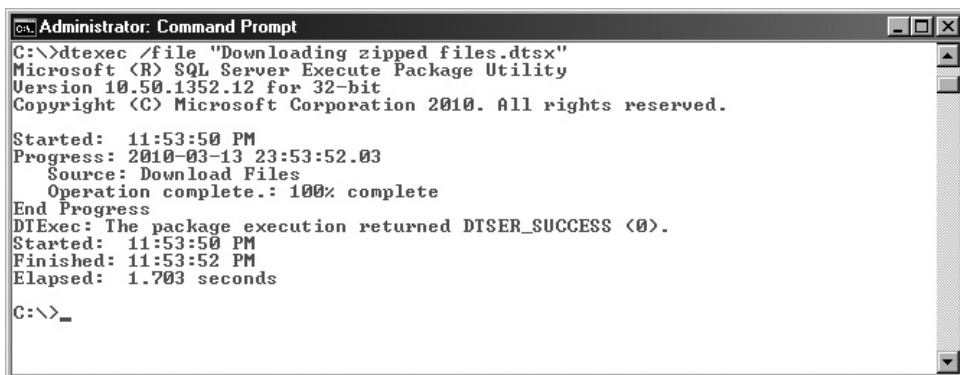 Administrator: Command Prompt
C:\>dtexec /file "Downloading zipped files.dtsx"
Microsoft (R) SQL Server Execute Package Utility
Version 10.50.1352.12 for 32-bit
Copyright (C) Microsoft Corporation 2010. All rights reserved.
Started:  11:53:50 PM
Progress: 2010-03-13 23:53:52.03
   Source: Download Files
   Operation complete.: 100% complete
End Progress
DTExec: The package execution returned DTSER_SUCCESS (0).
Started:  11:53:50 PM
Finished: 11:53:52 PM
Elapsed:  1.703 seconds
C:\>_